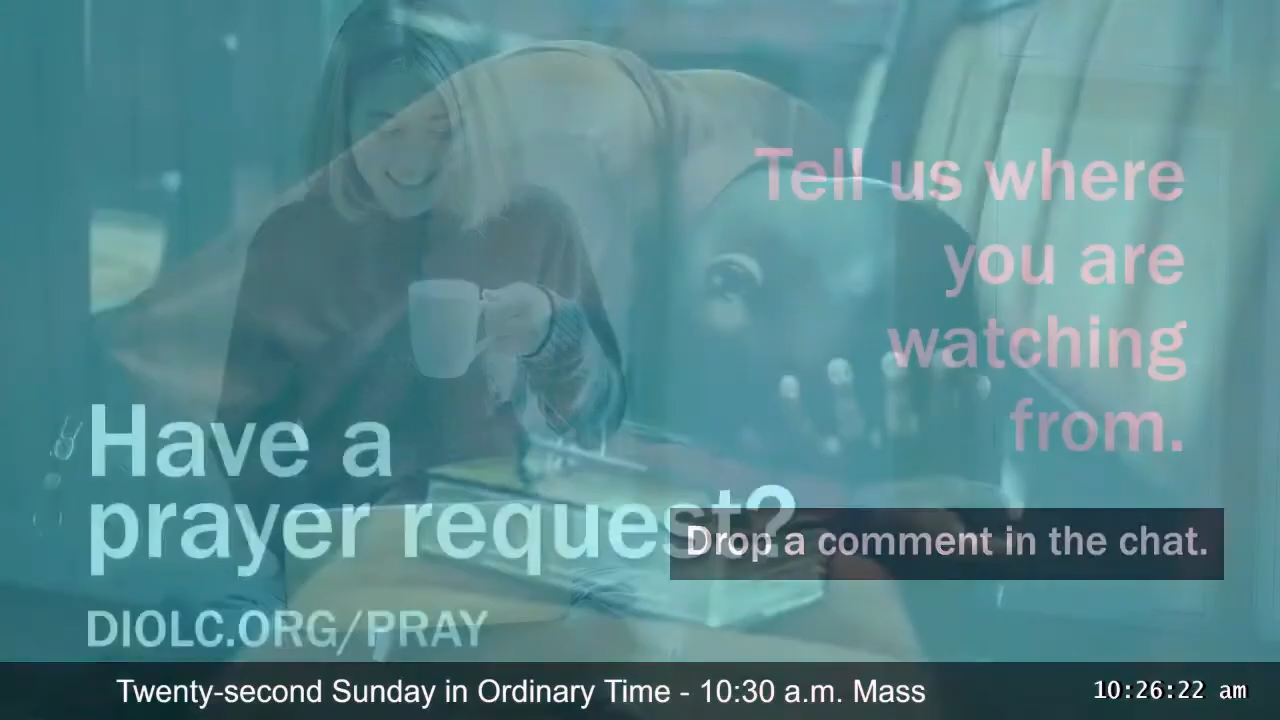 Tell us where
you are
watching
from.
Drop a comment in the chat.
Have a
prayer request?
DIOLC.ORG/PRAY
Twenty-second Sunday in Ordinary Time - 10:30 a.m. Mass
10:26:22 am